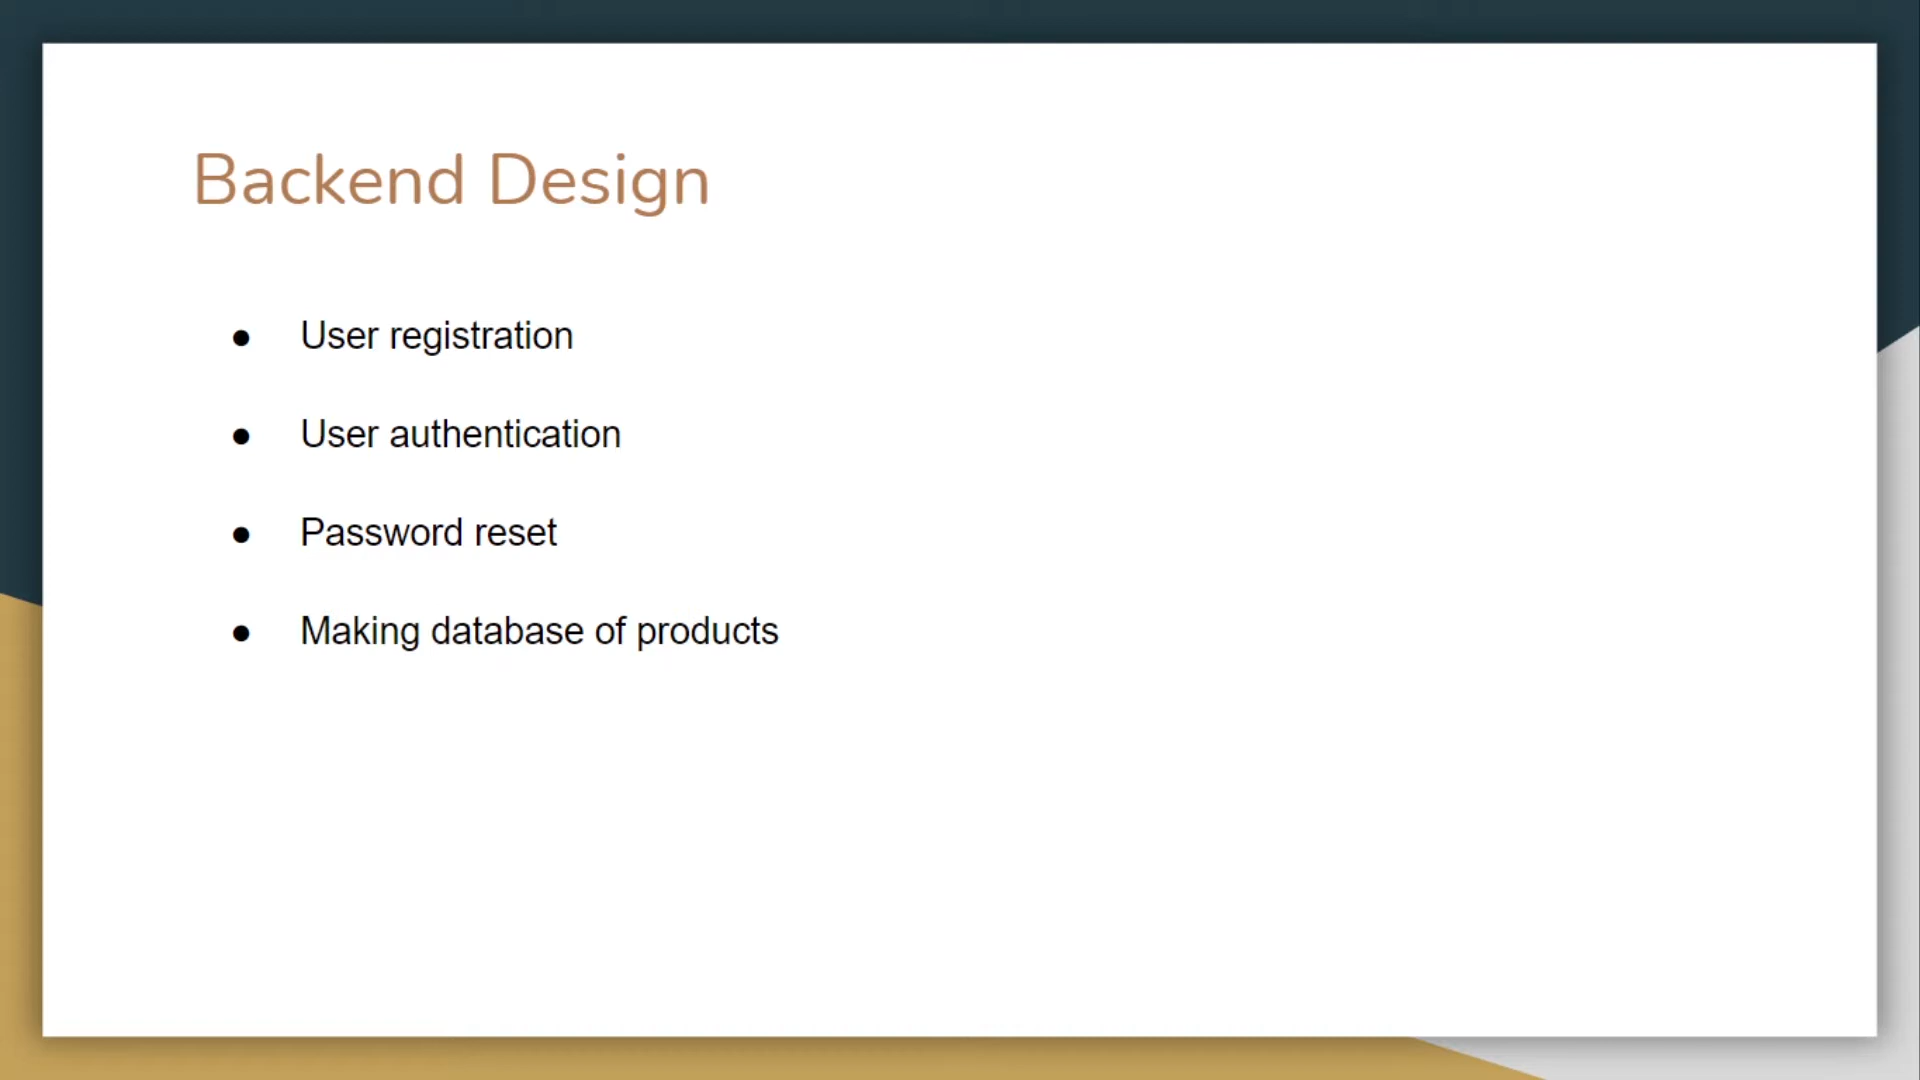 Backend Design
● User registration
● User authentication
● Password reset
● Making database of products